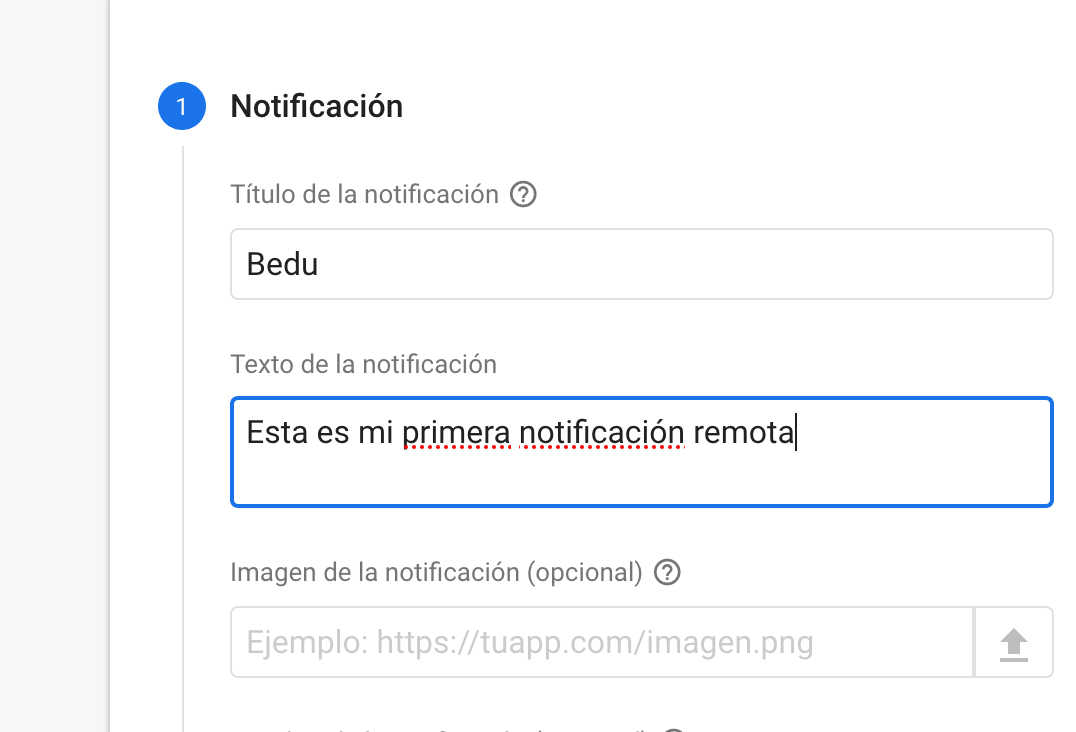 1 Notificación
Título de la notificación ?
Bedu
Texto de la notificación
Esta es mi primera notificación remota
Imagen de la notificación (opcional) ?
Ejemplo: https://tuapp.com/imagen.png